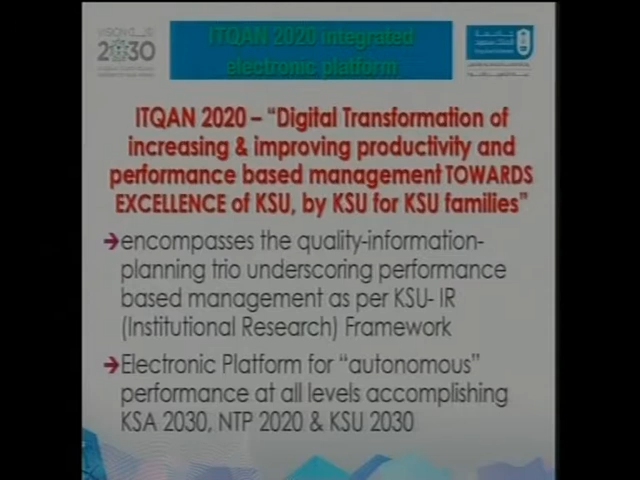 2030
ITQAN 2020 integrated
electronic platform
ITQAN 2020 – “Digital Transformation of
increasing & improving productivity and
performance based management TOWARDS
EXCELLENCE of KSU, by KSU for KSU families”
➔encompasses the quality-information-
planning trio underscoring performance
based management as per KSU- IR
(Institutional Research) Framework
➔Electronic Platform for “autonomous”
performance at all levels accomplishing
KSA 2030, NTP 2020 & KSU 2030